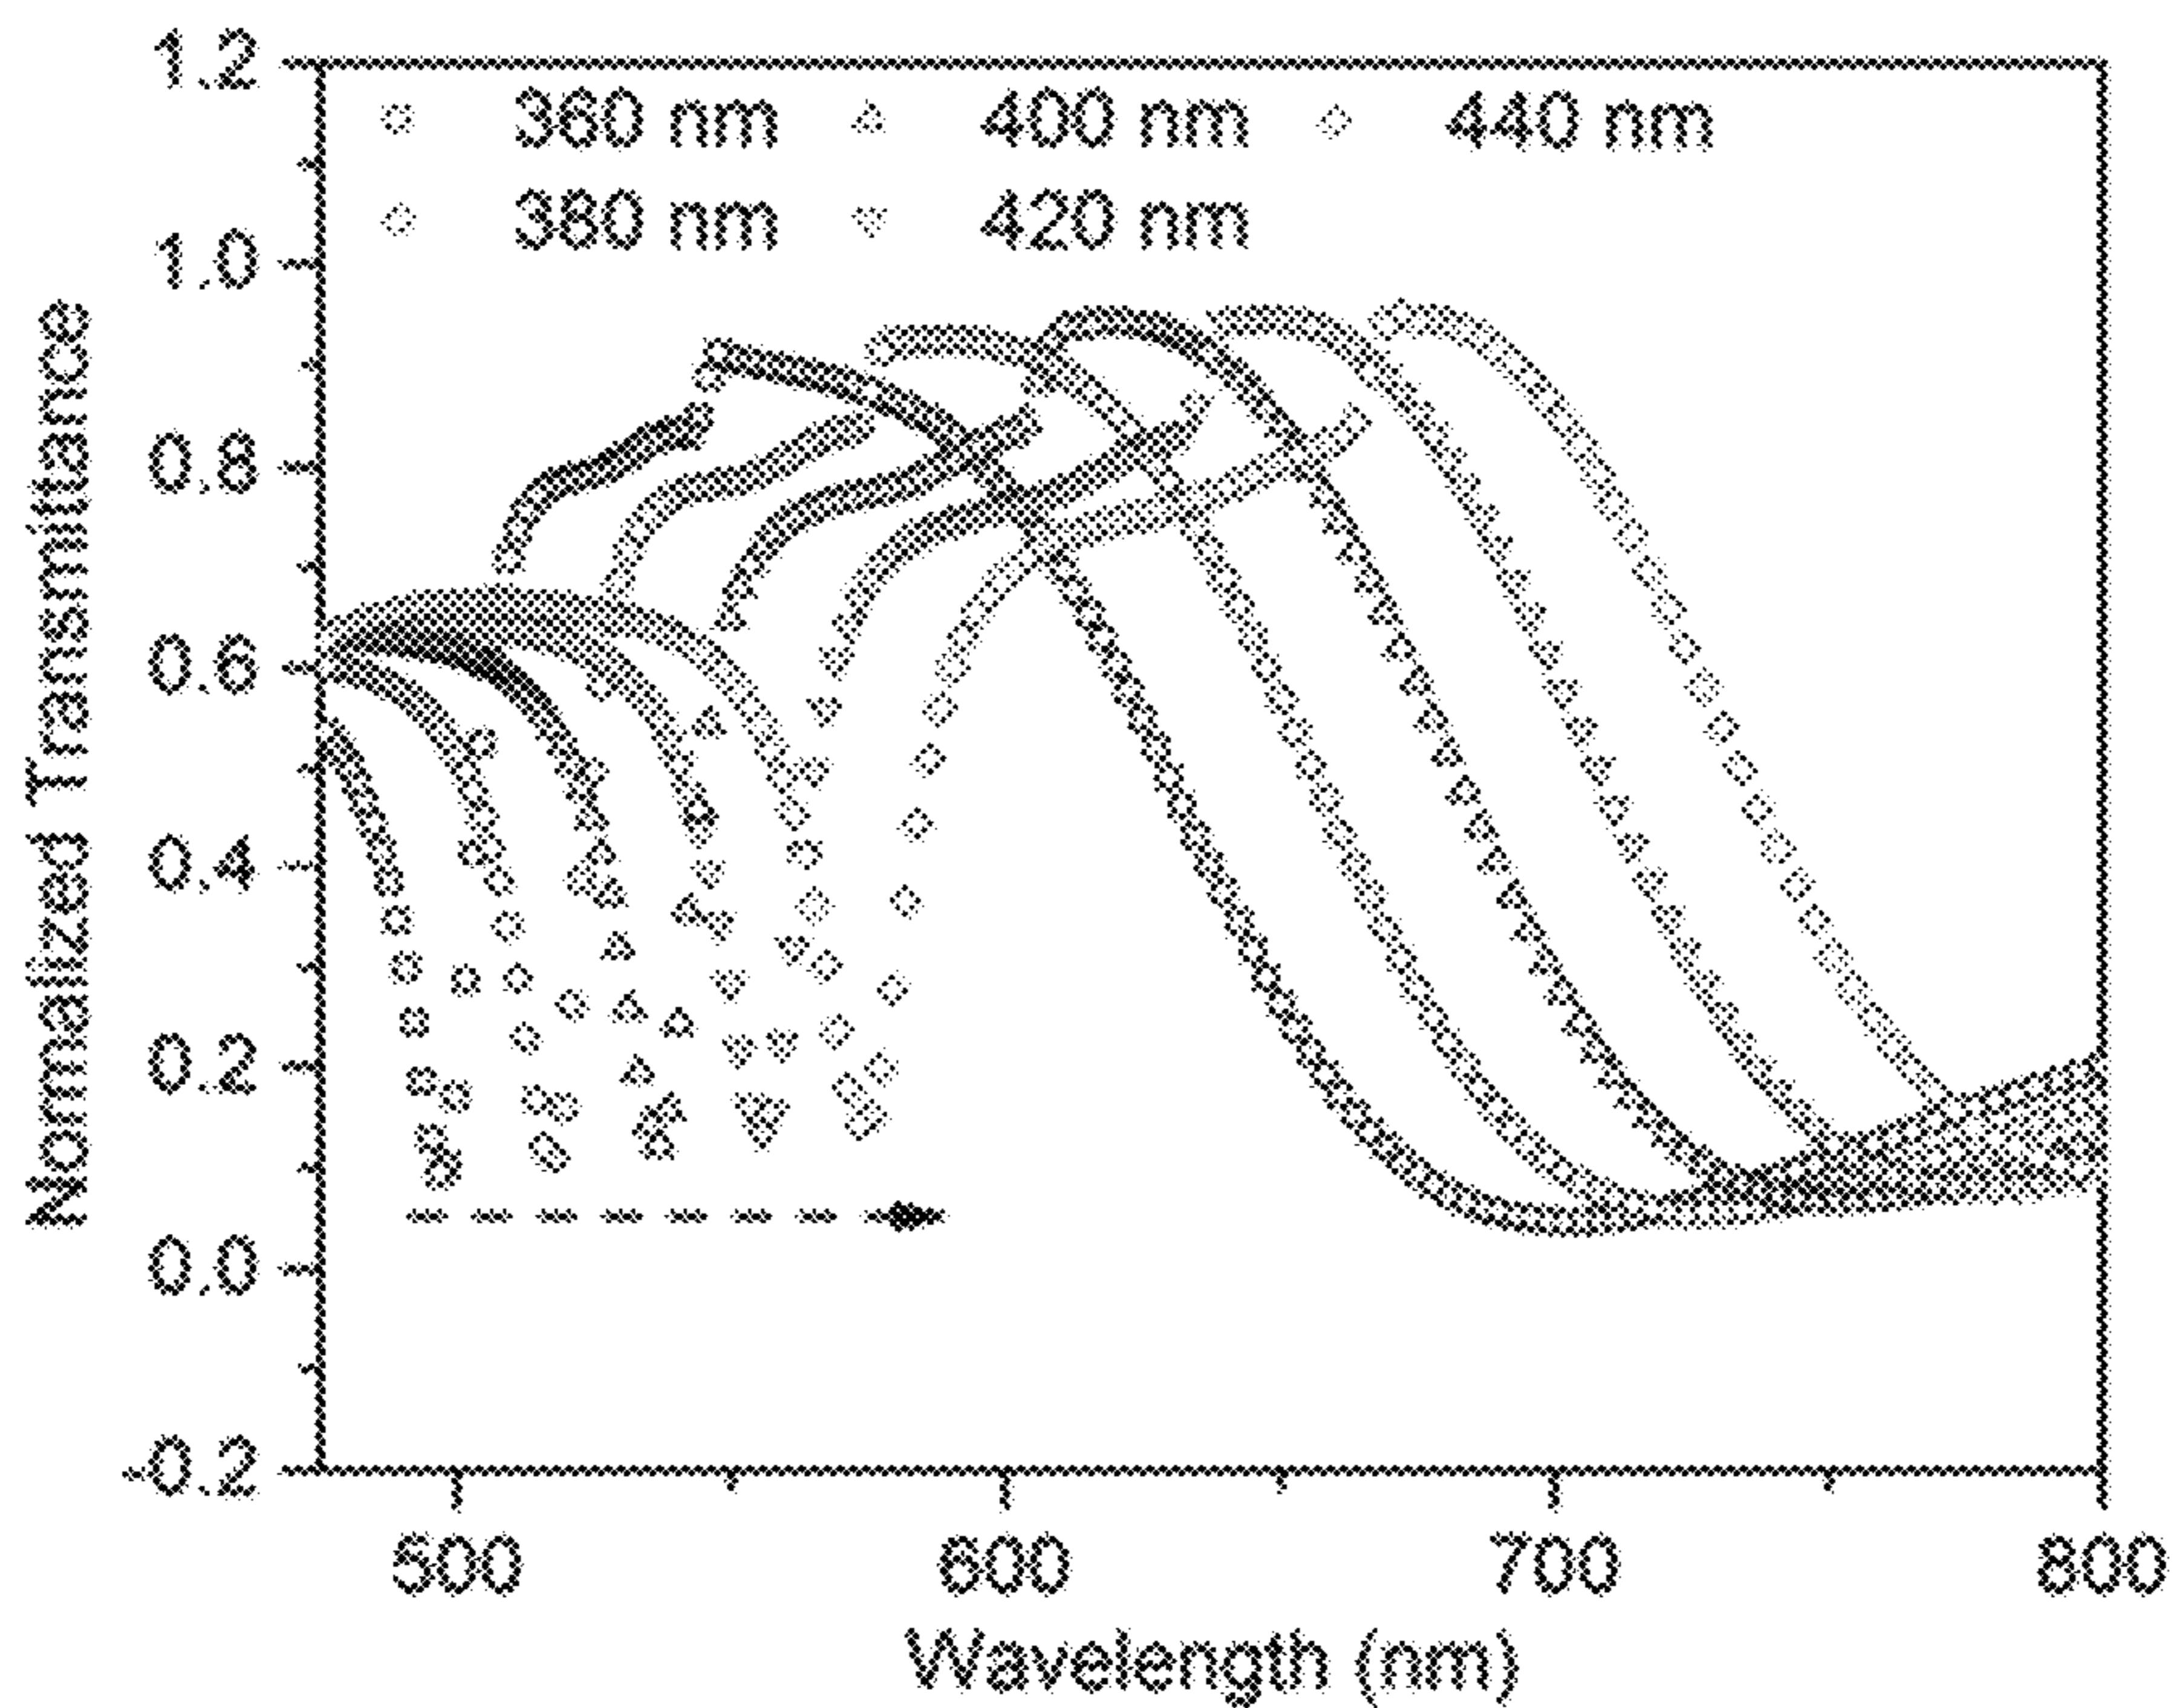 Normalized Transmittance
1.2
1.0
0.8
0.6
0.4
0.2
0.0
-0.2
360 nm
400 nm
440 nm
380 nm
420 nm
500
600
700
800
Wavelength (nm)